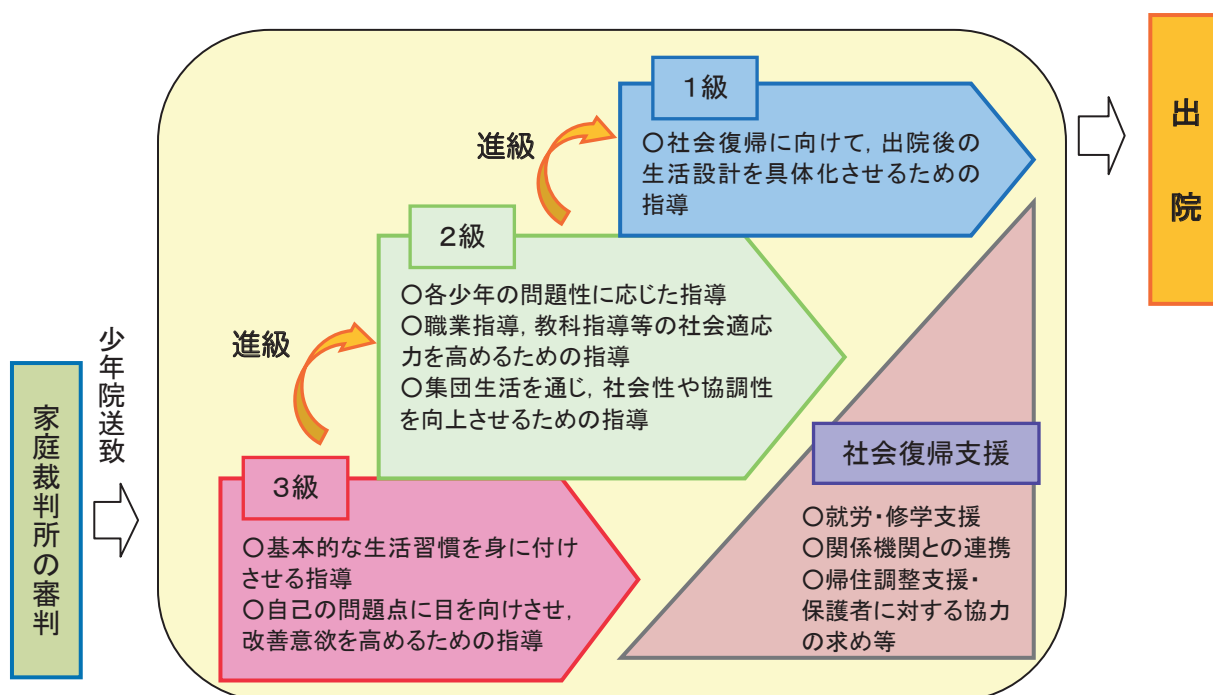 家庭裁判所の審判
少年院送致
3級
○基本的な生活習慣を身に付け
させる指導
○自己の問題点に目を向けさせ,
改善意欲を高めるための指導
進級
2級
○各少年の問題性に応じた指導
○職業指導, 教科指導等の社会適応
力を高めるための指導
○集団生活を通じ, 社会性や協調性
を向上させるための指導
進級
1級
○社会復帰に向けて, 出院後の
生活設計を具体化させるための
指導
社会復帰支援
○就労・修学支援
○関係機関との連携
○帰住調整支援・
保護者に対する協力
の求め等
出院